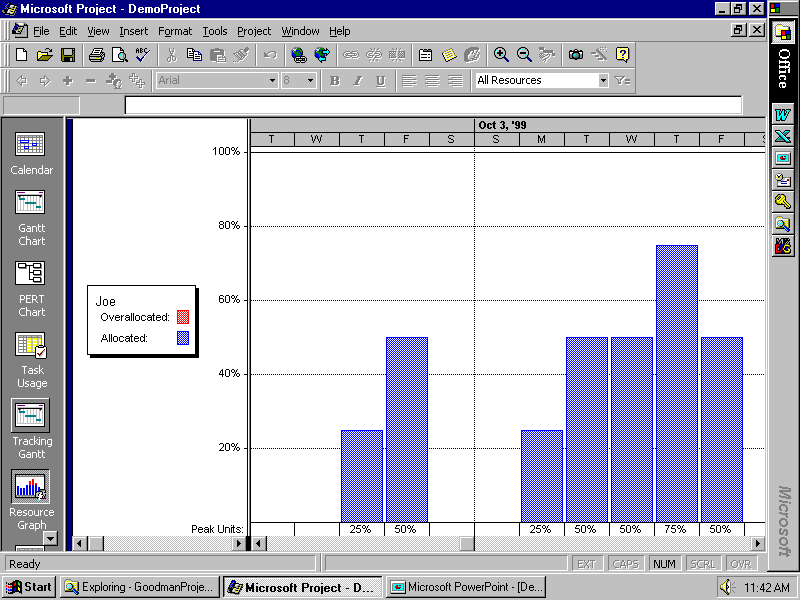 Microsoft Project - DemoProject
File Edit View Insert Format Tools Project Window Help
Arial 8 B I U All Resources
Office
Calendar
Gantt
Chart
PERT
Chart
Task
Usage
Tracking
Gantt
Resource
Graph
Oct 3, '99
T W T F S S M T W T F S
100%
80%
60%
40%
20%
Joe
Overallocated:
Allocated:
Peak Units: 25% 50% 25% 50% 50% 75% 50%
Microsoft
Ready EXT CAPS NUM SCRL OVR
Start Exploring - GoodmanProje... Microsoft Project - D... Microsoft PowerPoint - [De... 11:42 AM